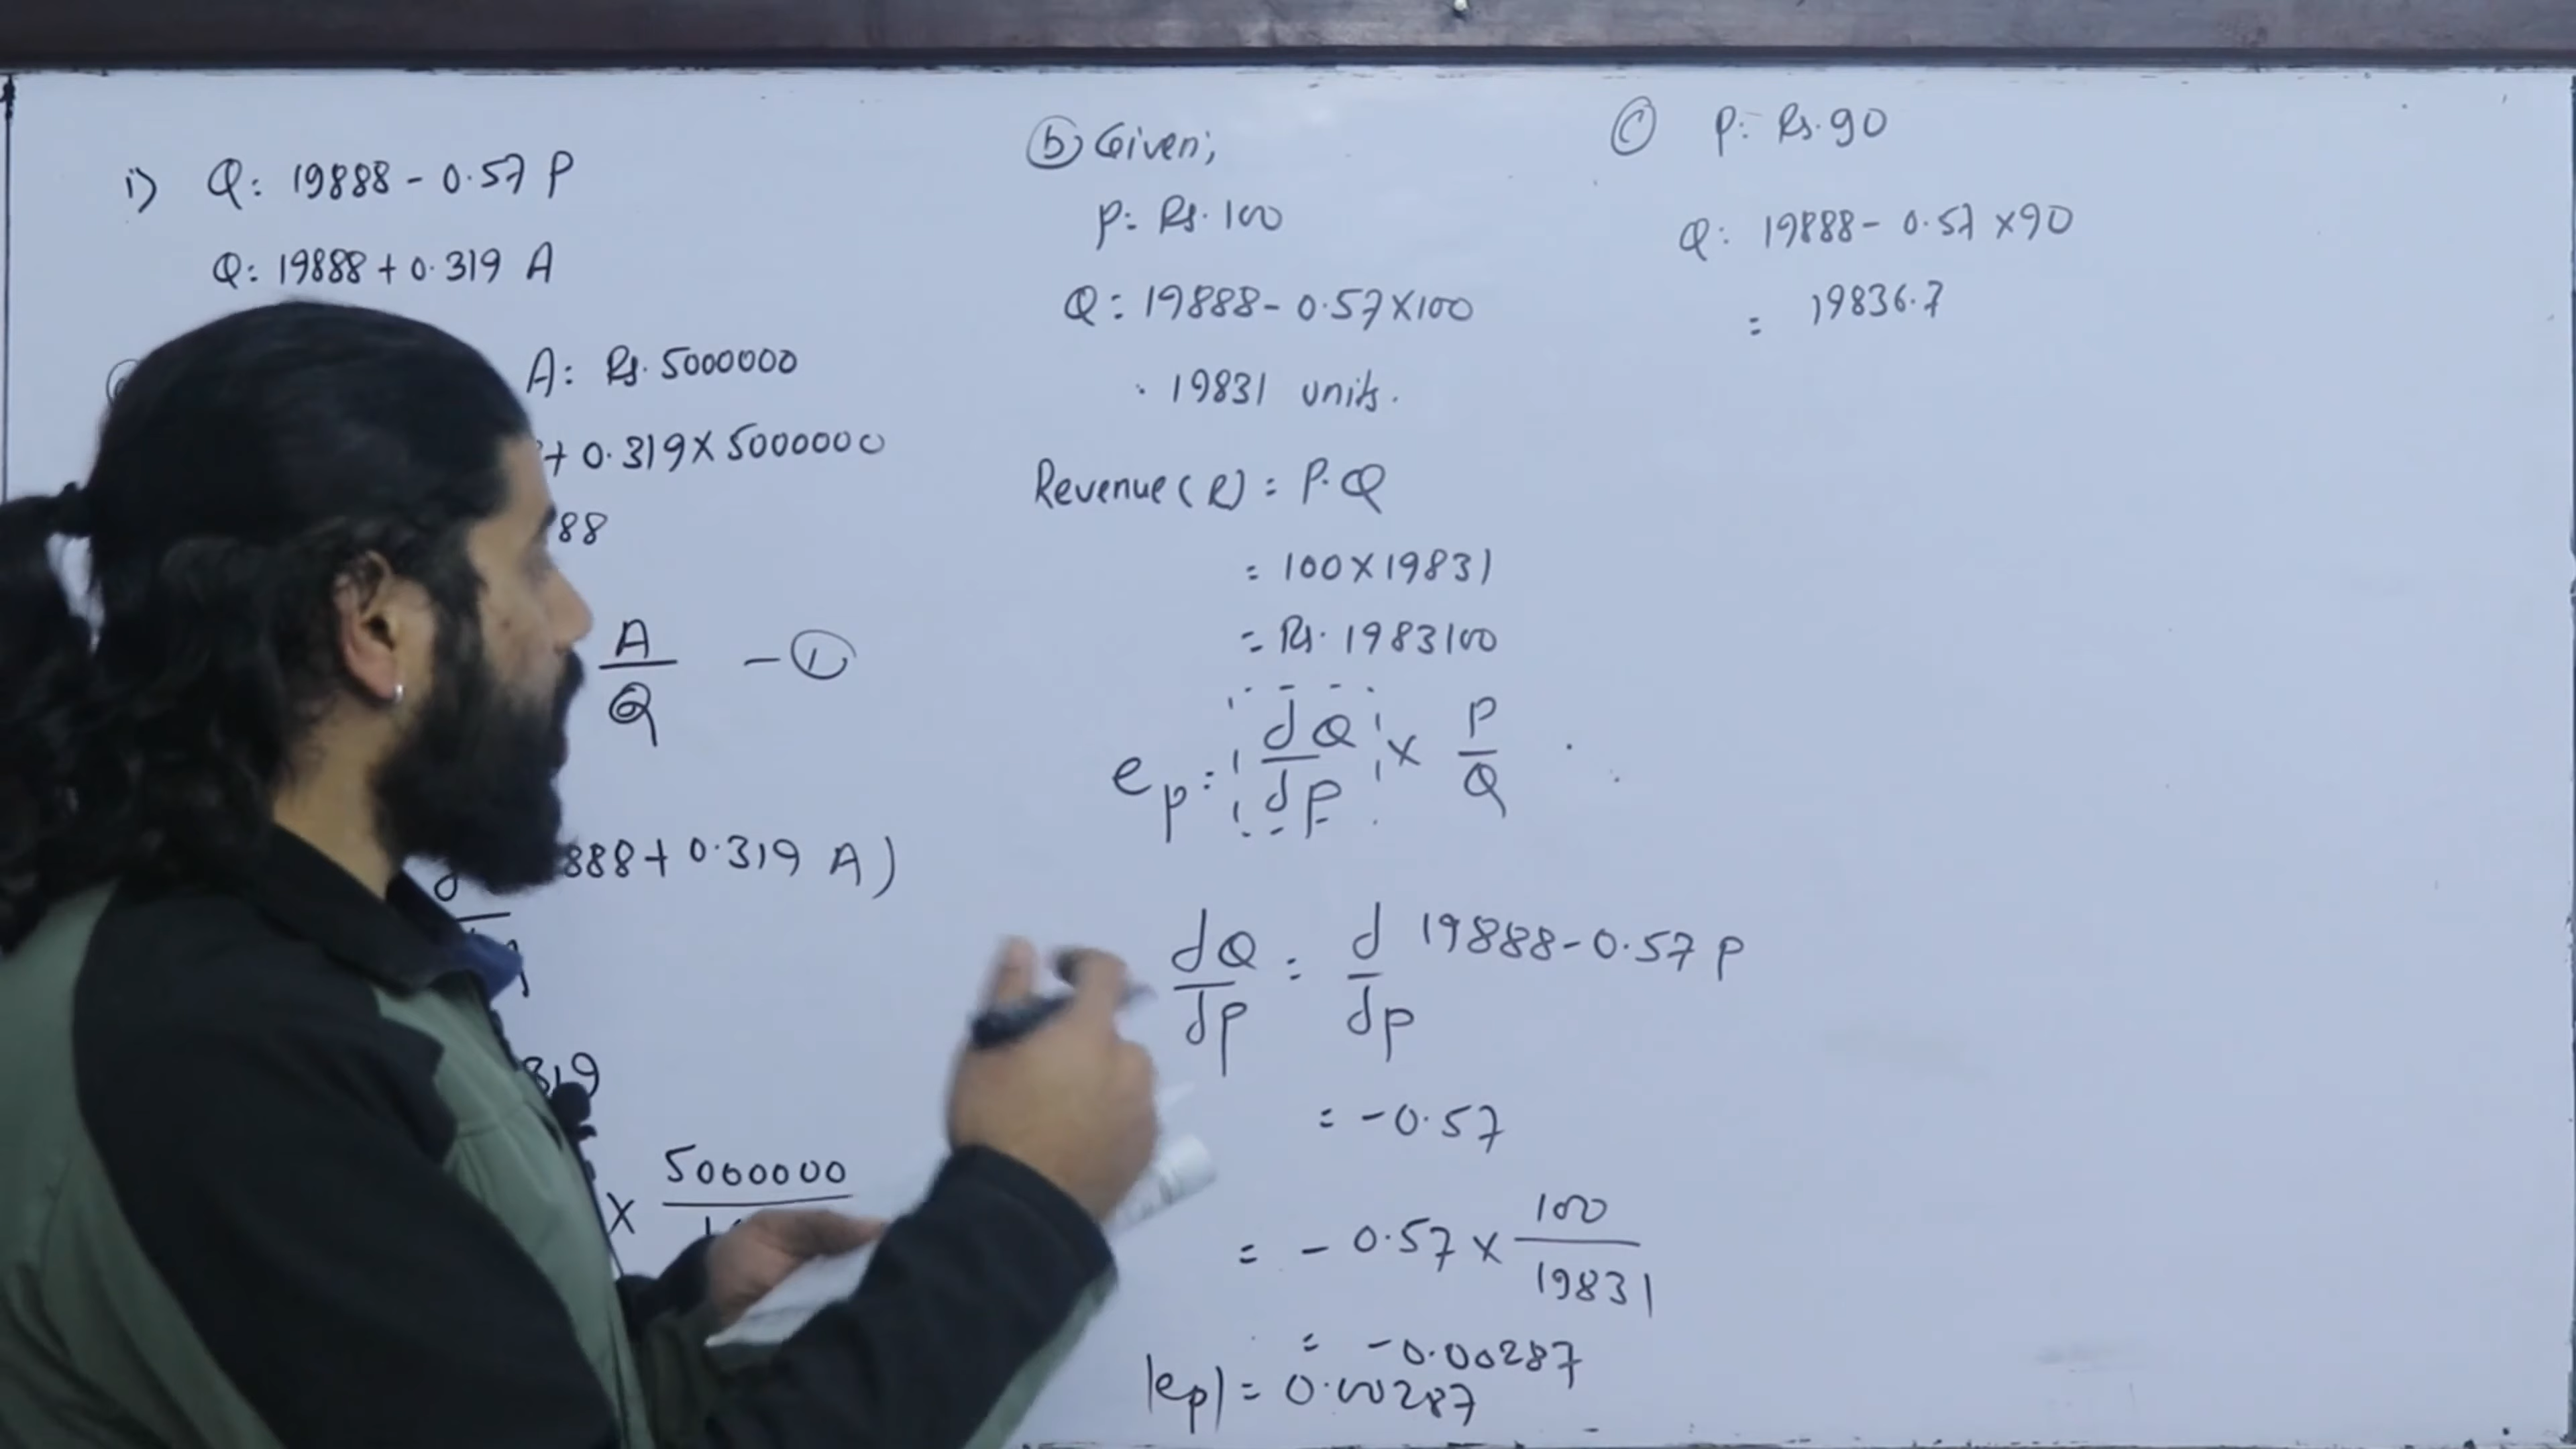 i) Q: 19888 - 0.57 P
Q: 19888 + 0.319 A
A: Rs. 5000000
+ 0.319 X 5000000
88
A
Q
- ①
888 + 0.319 A)
319
X 5000000
ⓑ Given;
P: Rs. 100
Q: 19888 - 0.57 X 100
: 19831 units.
Revenue (R) = P.Q
= 100 X 19831
= Rs. 1983100
ep: dQ/dP x P/Q
dQ/dP : d/dP 19888 - 0.57 P
= - 0.57
= - 0.57 x 100/19831
= - 0.00287
|ep| = 0.00287
ⓒ P: Rs. 90
Q: 19888 - 0.57 x 90
= 19836.7